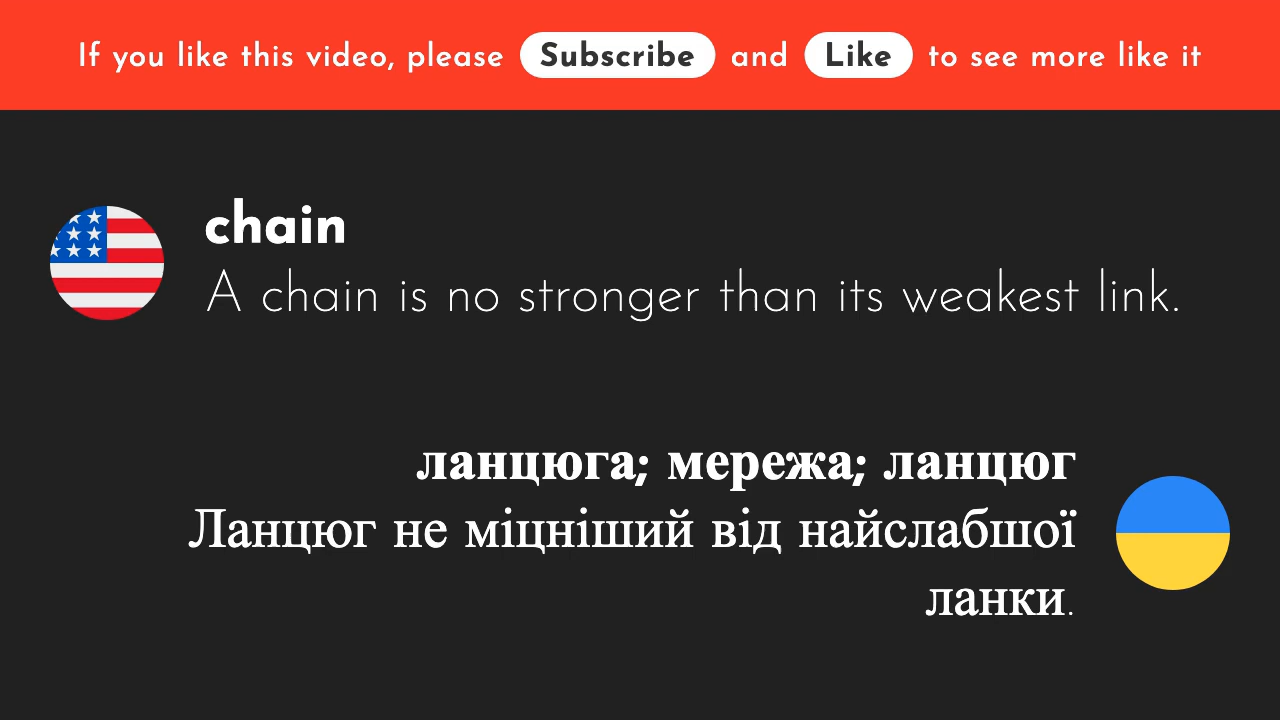 If you like this video, please Subscribe and Like to see more like it
chain
A chain is no stronger than its weakest link.
ланцюга; мережа; ланцюг
Ланцюг не міцніший від найслабшої
ланки.